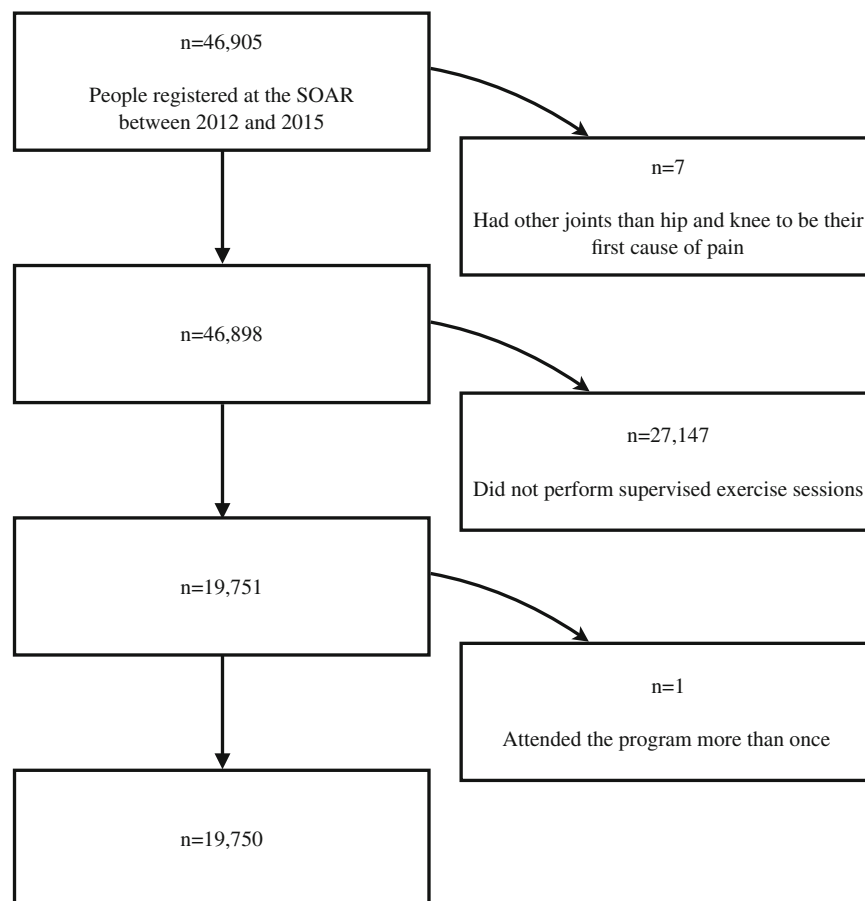 n=46,905
People registered at the SOAR
between 2012 and 2015
n=7
Had other joints than hip and knee to be their
first cause of pain
n=46,898
n=27,147
Did not perform supervised exercise sessions
n=19,751
n=1
Attended the program more than once
n=19,750